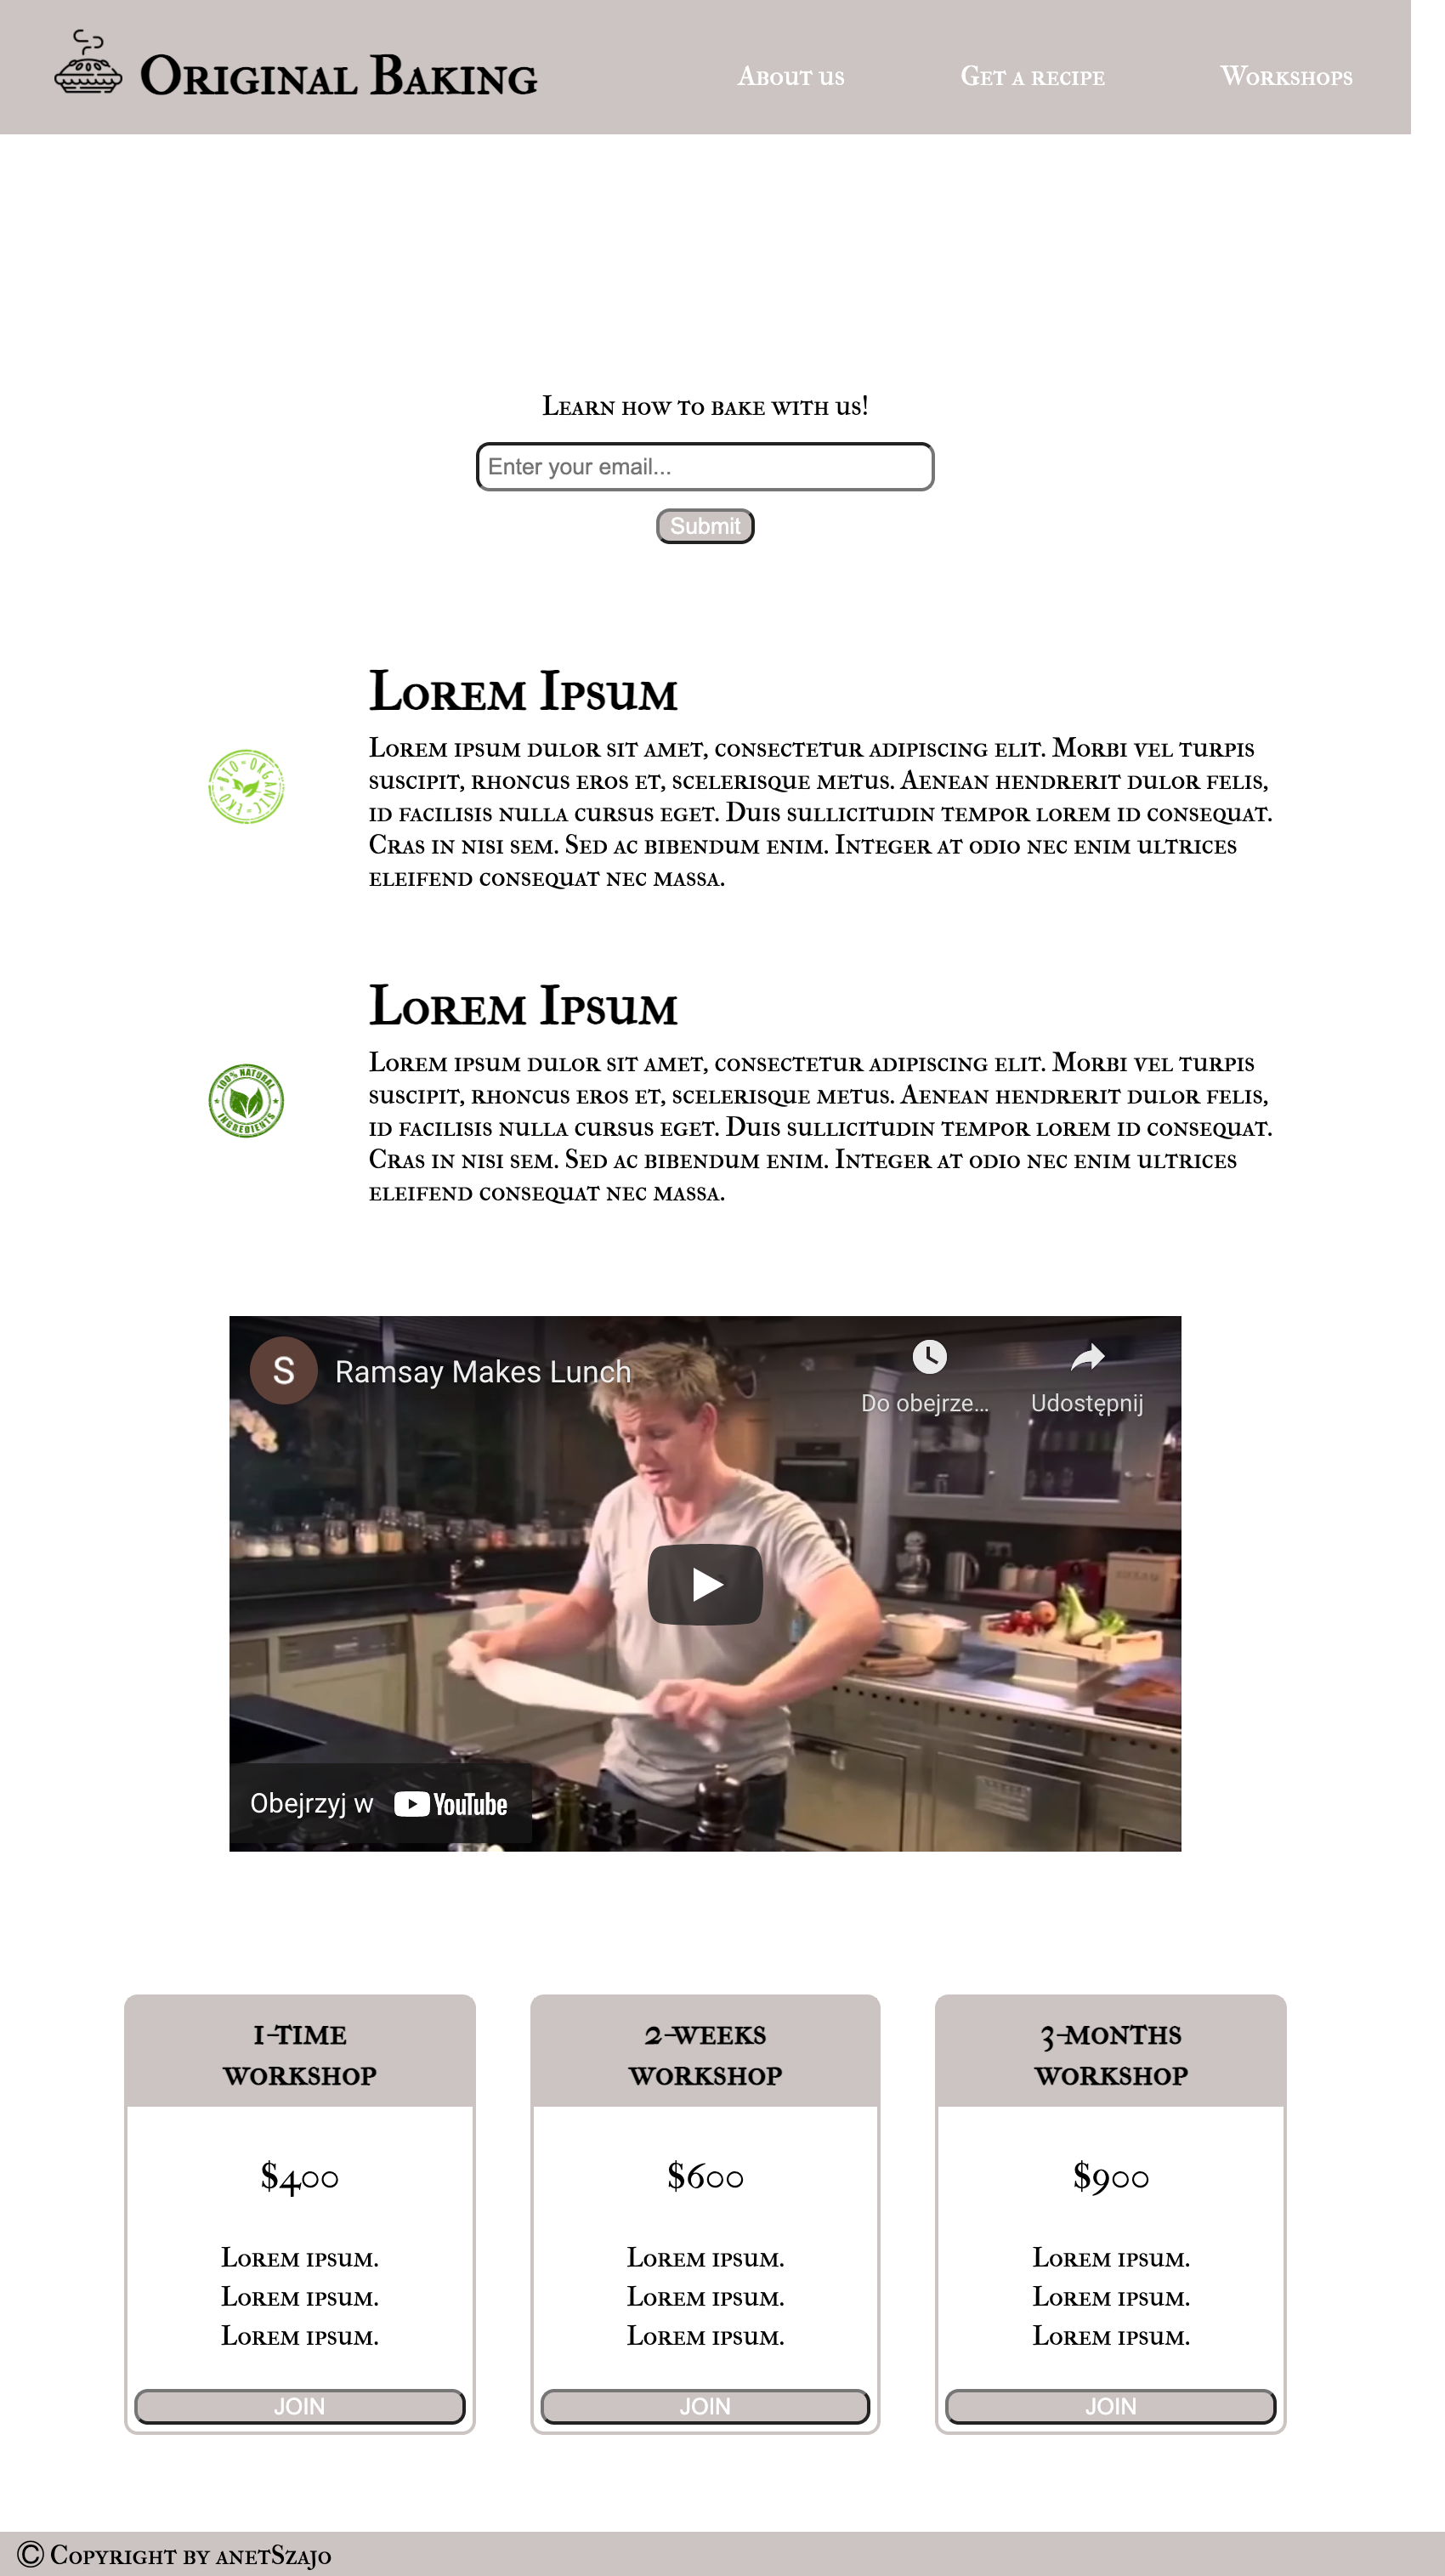 Original Baking
About us
Get a recipe
Workshops
Learn how to bake with us!
Enter your email...
Submit
Lorem Ipsum
BIO-ORGANIC-EKO
Lorem ipsum dulor sit amet, consectetur adipiscing elit. Morbi vel turpis
suscipit, rhoncus eros et, scelerisque metus. Aenean hendrerit dulor felis,
id facilisis nulla cursus eget. Duis sullicitudin tempor lorem id consequat.
Cras in nisi sem. Sed ac bibendum enim. Integer at odio nec enim ultrices
eleifend consequat nec massa.
Lorem Ipsum
100% NATURAL
INGREDIENTS
Lorem ipsum dulor sit amet, consectetur adipiscing elit. Morbi vel turpis
suscipit, rhoncus eros et, scelerisque metus. Aenean hendrerit dulor felis,
id facilisis nulla cursus eget. Duis sullicitudin tempor lorem id consequat.
Cras in nisi sem. Sed ac bibendum enim. Integer at odio nec enim ultrices
eleifend consequat nec massa.
S
Ramsay Makes Lunch
Do obejrze...
Udostępnij
Obejrzyj w YouTube
1-time
workshop
$400
Lorem ipsum.
Lorem ipsum.
Lorem ipsum.
JOIN
2-weeks
workshop
$600
Lorem ipsum.
Lorem ipsum.
Lorem ipsum.
JOIN
3-months
workshop
$900
Lorem ipsum.
Lorem ipsum.
Lorem ipsum.
JOIN
© Copyright by anetSzajo